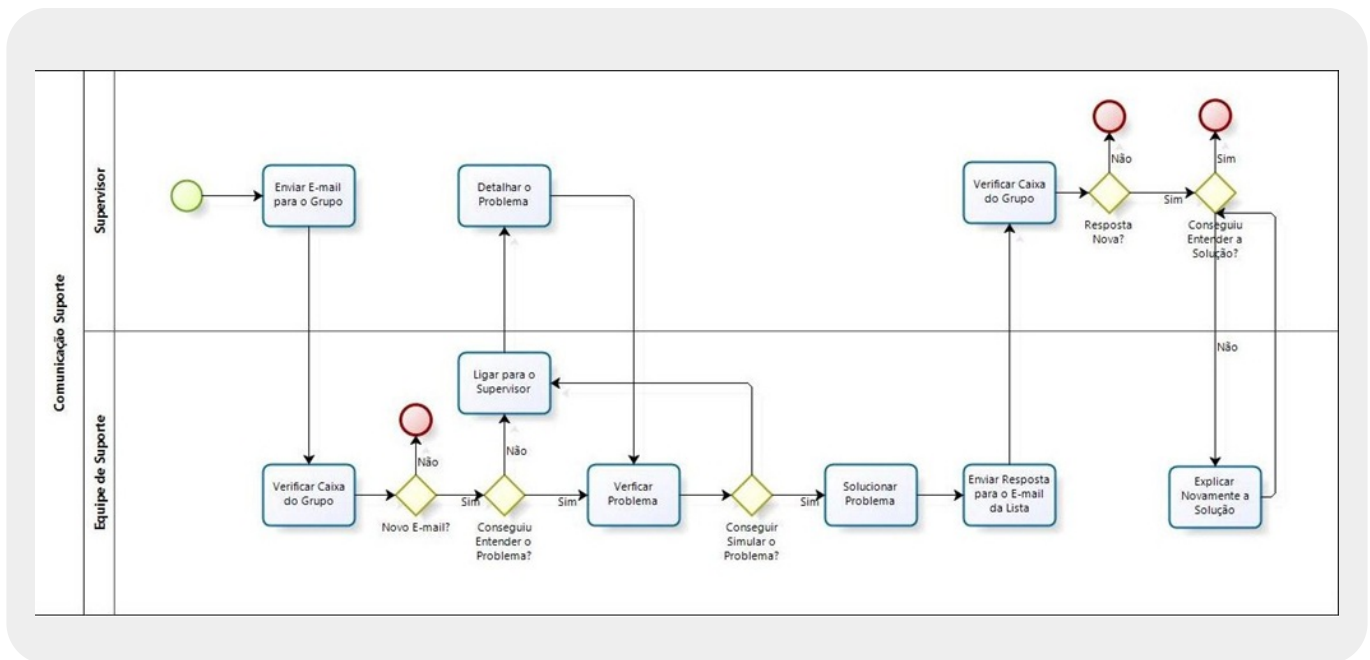 Comunicação Suporte
Supervisor
Enviar E-mail
para o Grupo
Detalhar o
Problema
Verificar Caixa
do Grupo
Não
Resposta
Nova?
Sim
Sim
Conseguiu
Entender a
Solução?
Não
Equipe de Suporte
Ligar para o
Supervisor
Verificar Caixa
do Grupo
Não
Novo E-mail?
Sim
Não
Conseguiu
Entender o
Problema?
Sim
Verficar
Problema
Conseguir
Simular o
Problema?
Sim
Solucionar
Problema
Enviar Resposta
para o E-mail
da Lista
Explicar
Novamente a
Solução